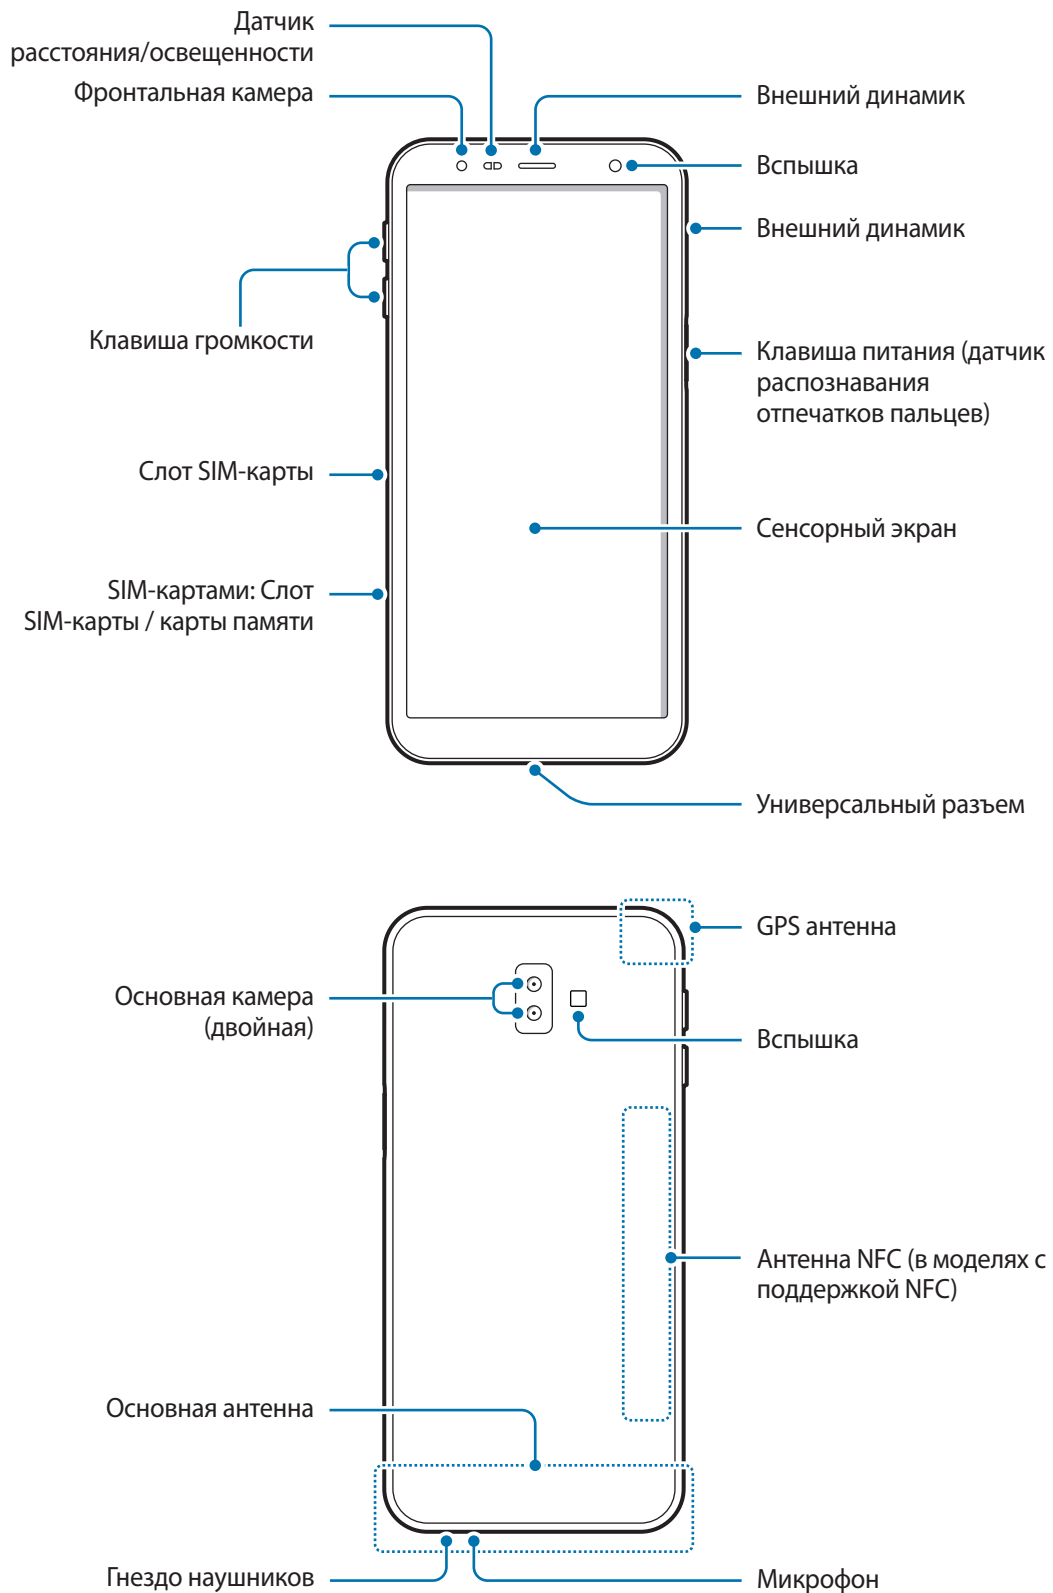 Датчик
расстояния/освещенности
Фронтальная камера
Внешний динамик
Вспышка
Внешний динамик
Клавиша громкости
Клавиша питания (датчик
распознавания
отпечатков пальцев)
Слот SIM-карты
Сенсорный экран
SIM-картами: Слот
SIM-карты / карты памяти
Универсальный разъем
GPS антенна
Основная камера
(двойная)
Вспышка
Антенна NFC (в моделях с
поддержкой NFC)
Основная антенна
Гнездо наушников
Микрофон